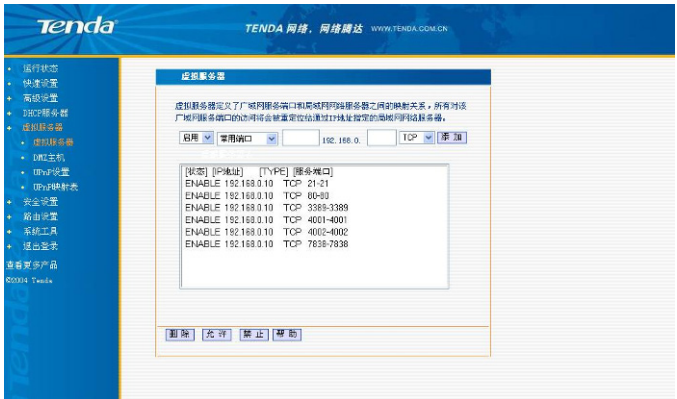 Tenda
TENDA 网络，网络腾达 WWW.TENDA.COM.CN
运行状态
快速设置
高级设置
DHCP服务器
虚拟服务器
虚拟服务器
DMZ主机
UPnP设置
UPnP映射表
安全设置
路由设置
系统工具
退出登录
查看更多产品
©2004 Tenda
虚拟服务器
虚拟服务器定义了广域网服务端口和局域网网络服务器之间的映射关系，所有对该
广域网服务端口的访问将会被重定位给通过IP地址指定的局域网网络服务器。
启用 常用端口 192.168.0. TCP 添加
[状态] [IP地址] [TYPE] [服务端口]
ENABLE 192.168.0.10 TCP 21-21
ENABLE 192.168.0.10 TCP 80-80
ENABLE 192.168.0.10 TCP 3389-3389
ENABLE 192.168.0.10 TCP 4001-4001
ENABLE 192.168.0.10 TCP 4002-4002
ENABLE 192.168.0.10 TCP 7838-7838
删除 允许 禁止 帮助